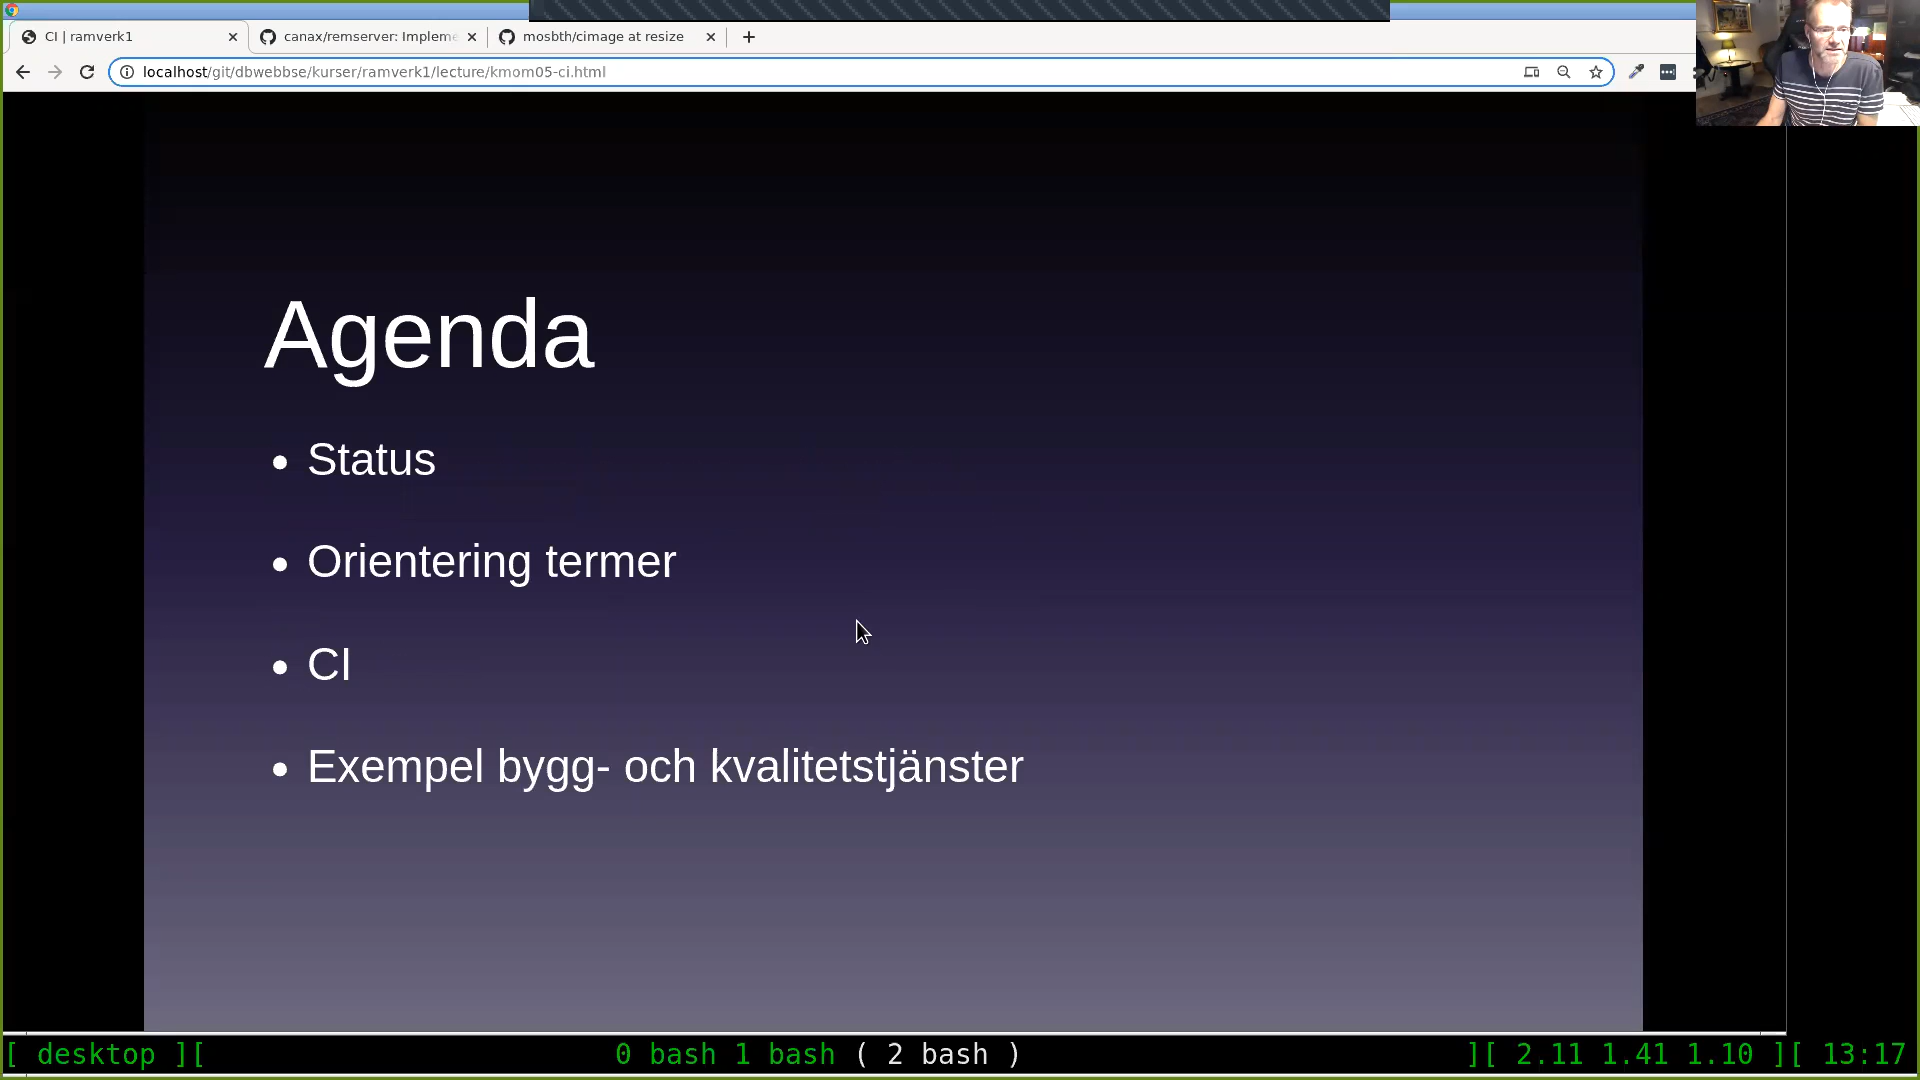 CI | ramverk1
canax/remserver: Impleme
mosbth/cimage at resize
localhost/git/dbwebbse/kurser/ramverk1/lecture/kmom05-ci.html
Agenda
• Status
• Orientering termer
• CI
• Exempel bygg- och kvalitetstjänster
[ desktop ][ 0 bash 1 bash ( 2 bash ) ][ 2.11 1.41 1.10 ][ 13:17